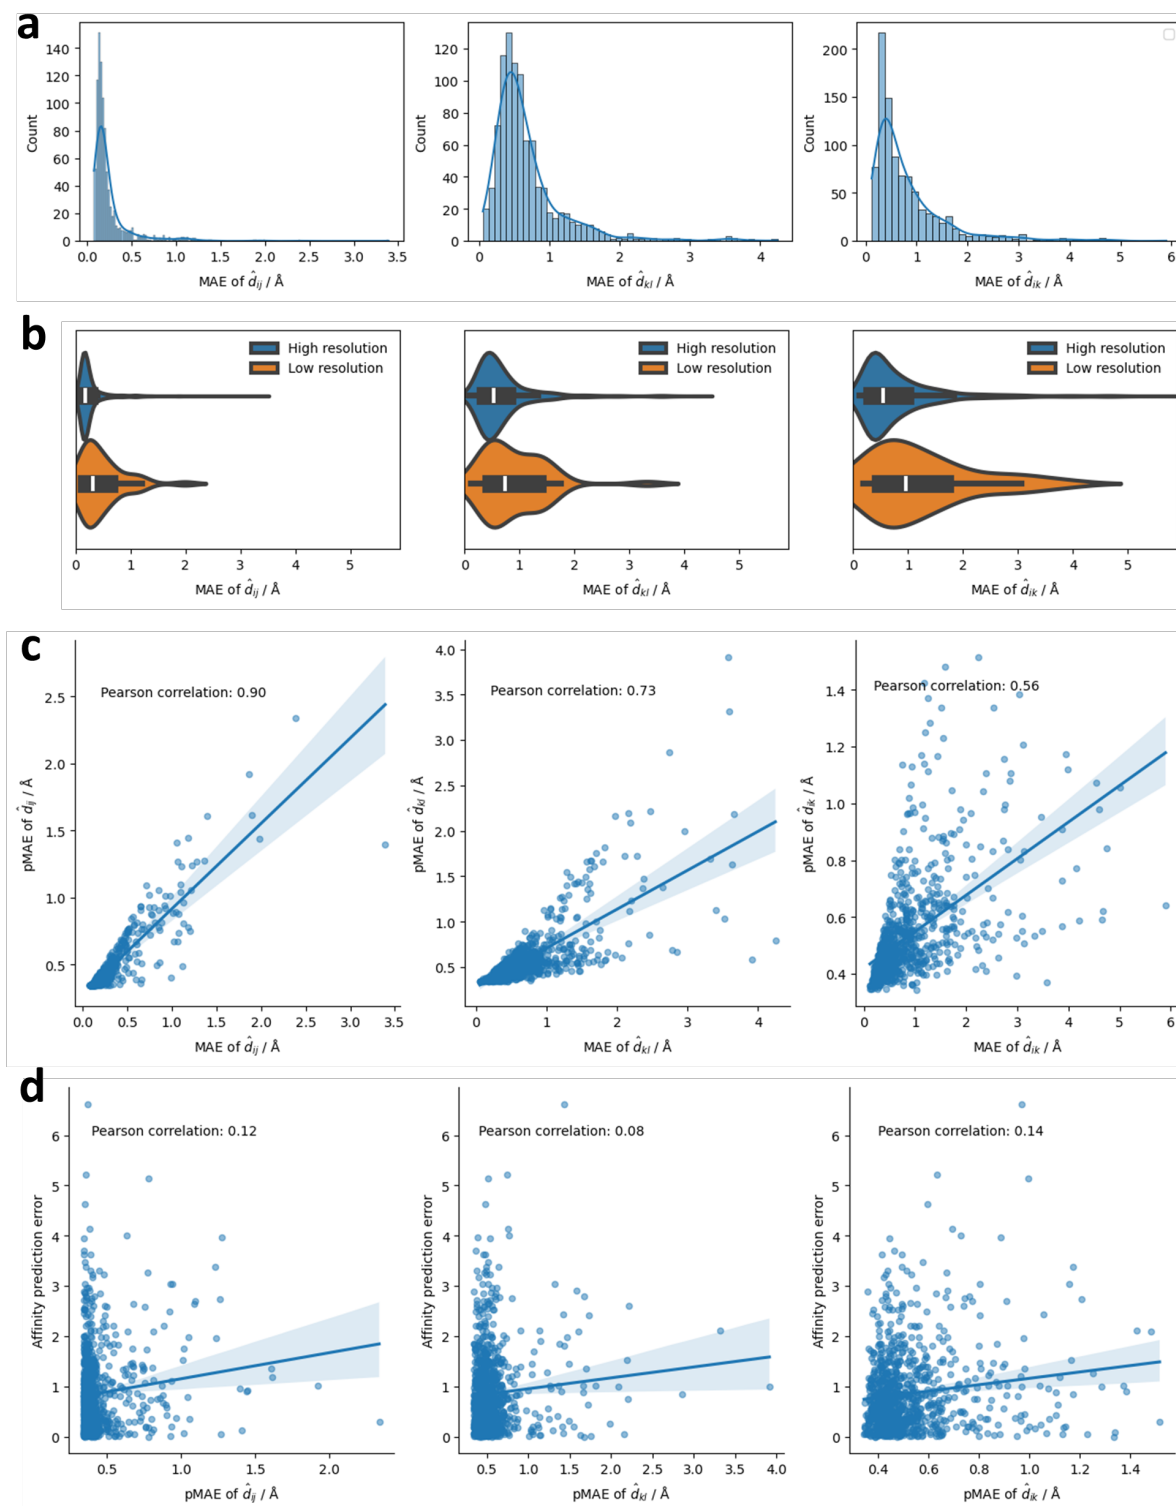 a
140
120
100
80
60
40
20
0
Count
0.0 0.5 1.0 1.5 2.0 2.5 3.0 3.5
MAE of d̂ij / Å
120
100
80
60
40
20
0
Count
0 1 2 3 4
MAE of d̂kl / Å
200
150
100
50
0
Count
0 1 2 3 4 5 6
MAE of d̂ik / Å
b
High resolution
Low resolution
0 1 2 3 4 5
MAE of d̂ij / Å
High resolution
Low resolution
0 1 2 3 4 5
MAE of d̂kl / Å
High resolution
Low resolution
0 1 2 3 4 5
MAE of d̂ik / Å
c
Pearson correlation: 0.90
2.5
2.0
1.5
1.0
0.5
pMAE of d̂ij / Å
0.0 0.5 1.0 1.5 2.0 2.5 3.0 3.5
MAE of d̂ij / Å
Pearson correlation: 0.73
4.0
3.5
3.0
2.5
2.0
1.5
1.0
0.5
pMAE of d̂kl / Å
0 1 2 3 4
MAE of d̂kl / Å
Pearson correlation: 0.56
1.4
1.2
1.0
0.8
0.6
0.4
pMAE of d̂ik / Å
0 1 2 3 4 5 6
MAE of d̂ik / Å
d
Pearson correlation: 0.12
6
5
4
3
2
1
0
Affinity prediction error
0.5 1.0 1.5 2.0
pMAE of d̂ij / Å
Pearson correlation: 0.08
6
5
4
3
2
1
0
Affinity prediction error
0.5 1.0 1.5 2.0 2.5 3.0 3.5 4.0
pMAE of d̂kl / Å
Pearson correlation: 0.14
6
5
4
3
2
1
0
Affinity prediction error
0.4 0.6 0.8 1.0 1.2 1.4
pMAE of d̂ik / Å